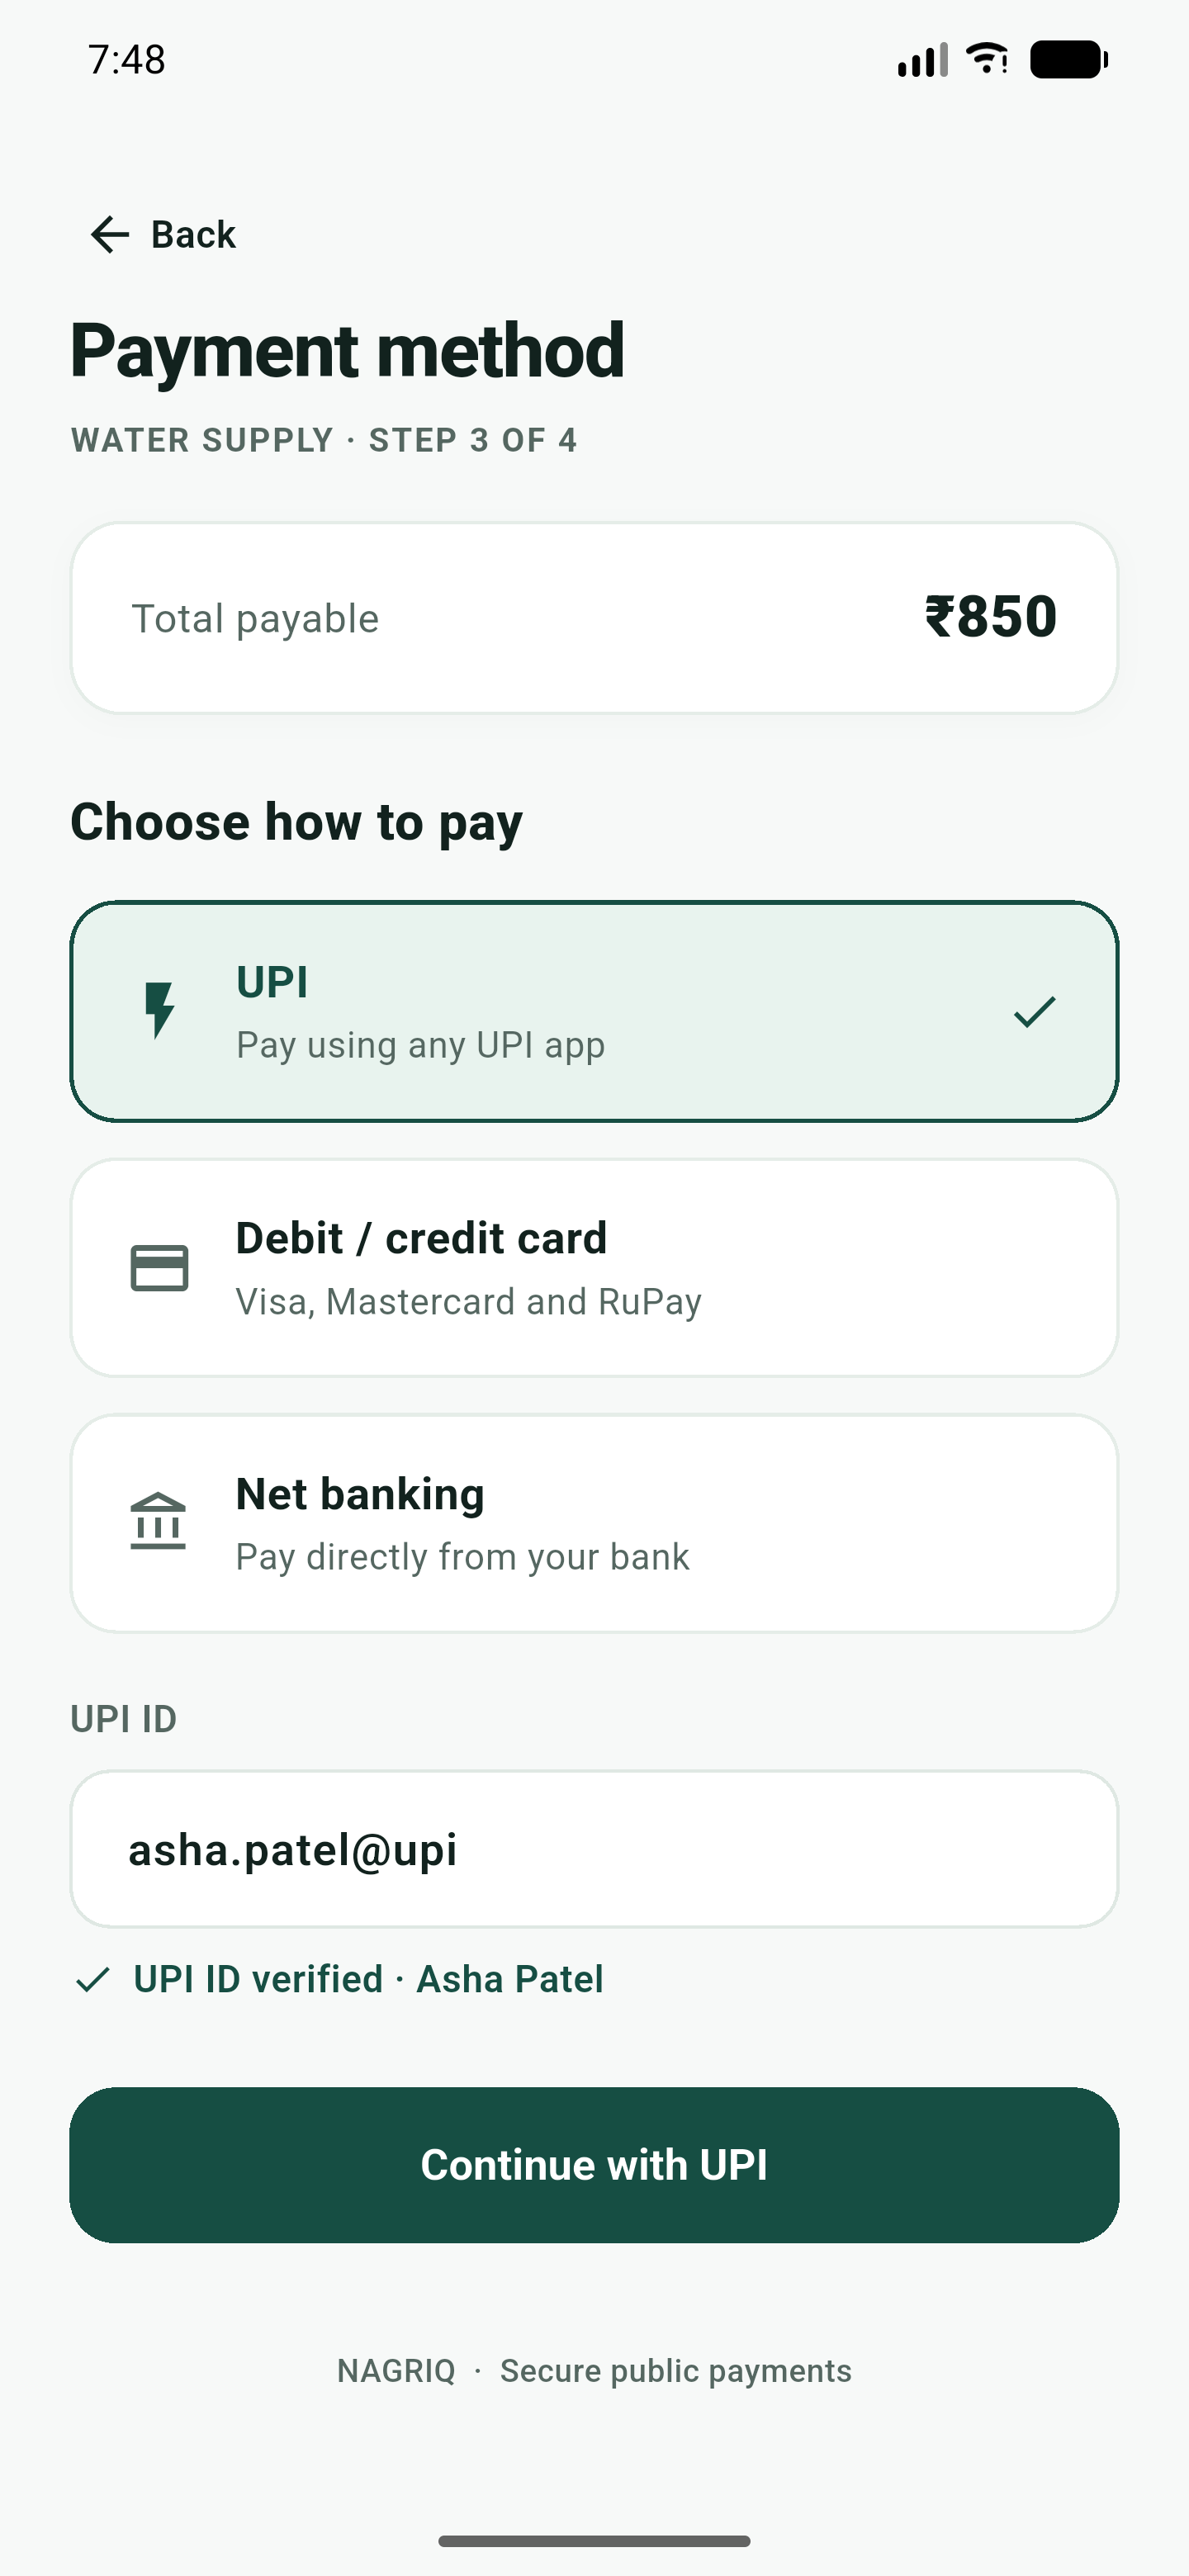 7:48
Back
Payment method
WATER SUPPLY · STEP 3 OF 4
Total payable
₹850
Choose how to pay
UPI
Pay using any UPI app
Debit / credit card
Visa, Mastercard and RuPay
Net banking
Pay directly from your bank
UPI ID
asha.patel@upi
UPI ID verified · Asha Patel
Continue with UPI
NAGRIQ · Secure public payments